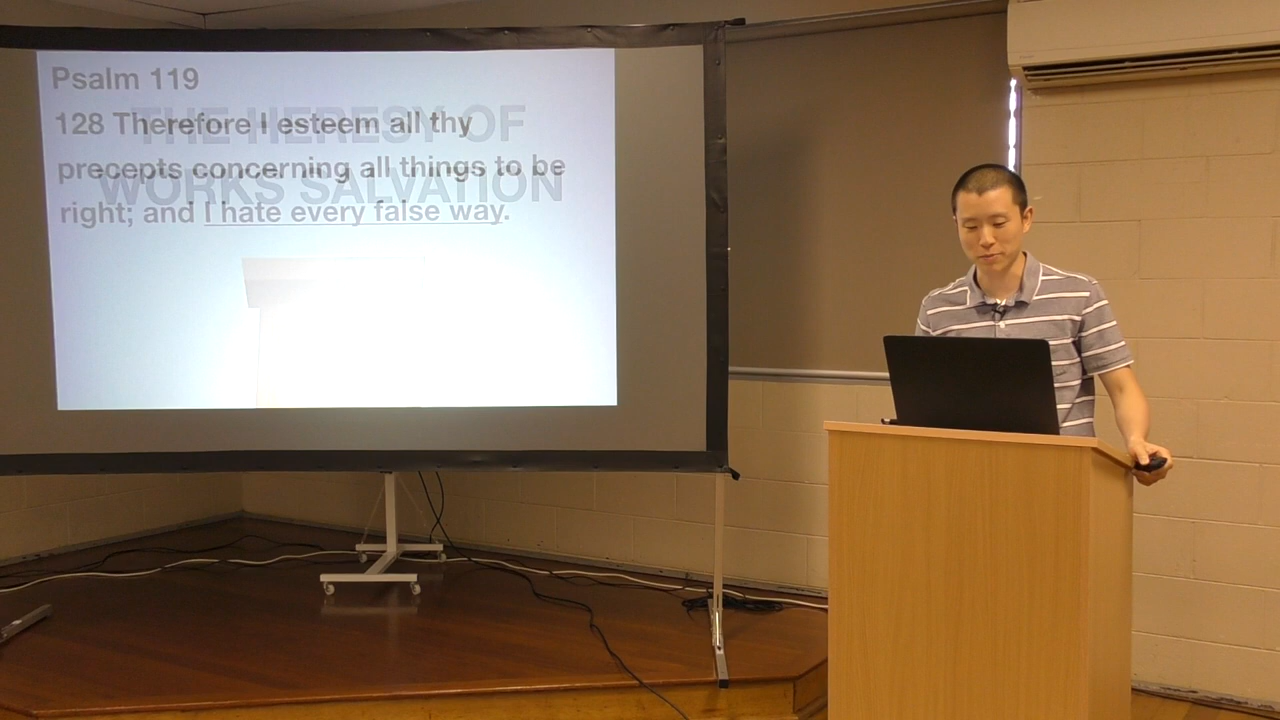 Psalm 119
THE HERESY OF
128 Therefore I esteem all thy
precepts concerning all things to be
WORKS SALVATION
right; and I hate every false way.